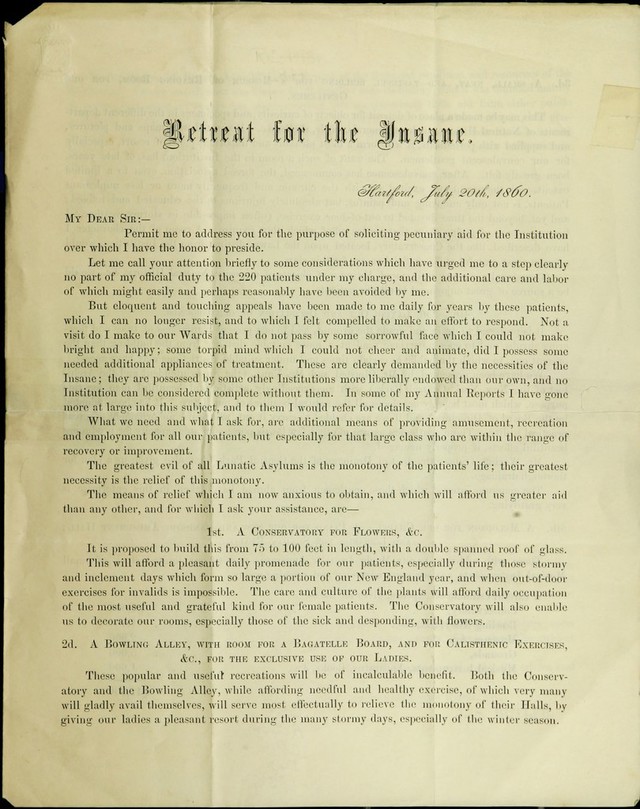 Retreat for the Insane.
Hartford, July 20th, 1860.
My Dear Sir:—
Permit me to address you for the purpose of soliciting pecuniary aid for the Institution
over which I have the honor to preside.
Let me call your attention briefly to some considerations which have urged me to a step clearly
no part of my official duty to the 220 patients under my charge, and the additional care and labor
of which might easily and perhaps reasonably have been avoided by me.
But eloquent and touching appeals have been made to me daily for years by these patients,
which I can no longer resist, and to which I felt compelled to make an effort to respond. Not a
visit do I make to our Wards that I do not pass by some sorrowful face which I could not make
bright and happy; some torpid mind which I could not cheer and animate, did I possess some
needed additional appliances of treatment. These are clearly demanded by the necessities of the
Insane; they are possessed by some other Institutions more liberally endowed than our own, and no
Institution can be considered complete without them. In some of my Annual Reports I have gone
more at large into this subject, and to them I would refer for details.
What we need and what I ask for, are additional means of providing amusement, recreation
and employment for all our patients, but especially for that large class who are within the range of
recovery or improvement.
The greatest evil of all Lunatic Asylums is the monotony of the patients' life; their greatest
necessity is the relief of this monotony.
The means of relief which I am now anxious to obtain, and which will afford us greater aid
than any other, and for which I ask your assistance, are—
1st. A Conservatory for Flowers, &c.
It is proposed to build this from 75 to 100 feet in length, with a double spanned roof of glass.
This will afford a pleasant daily promenade for our patients, especially during those stormy
and inclement days which form so large a portion of our New England year, and when out-of-door
exercises for invalids is impossible. The care and culture of the plants will afford daily occupation
of the most useful and grateful kind for our female patients. The Conservatory will also enable
us to decorate our rooms, especially those of the sick and desponding, with flowers.
2d. A Bowling Alley, with room for a Bagatelle Board, and for Calisthenic Exercises,
&c., for the exclusive use of our Ladies.
These popular and useful recreations will be of incalculable benefit. Both the Conserv-
atory and the Bowling Alley, while affording needful and healthy exercise, of which very many
will gladly avail themselves, will serve most effectually to relieve the monotony of their Halls, by
giving our ladies a pleasant resort during the many stormy days, especially of the winter season.